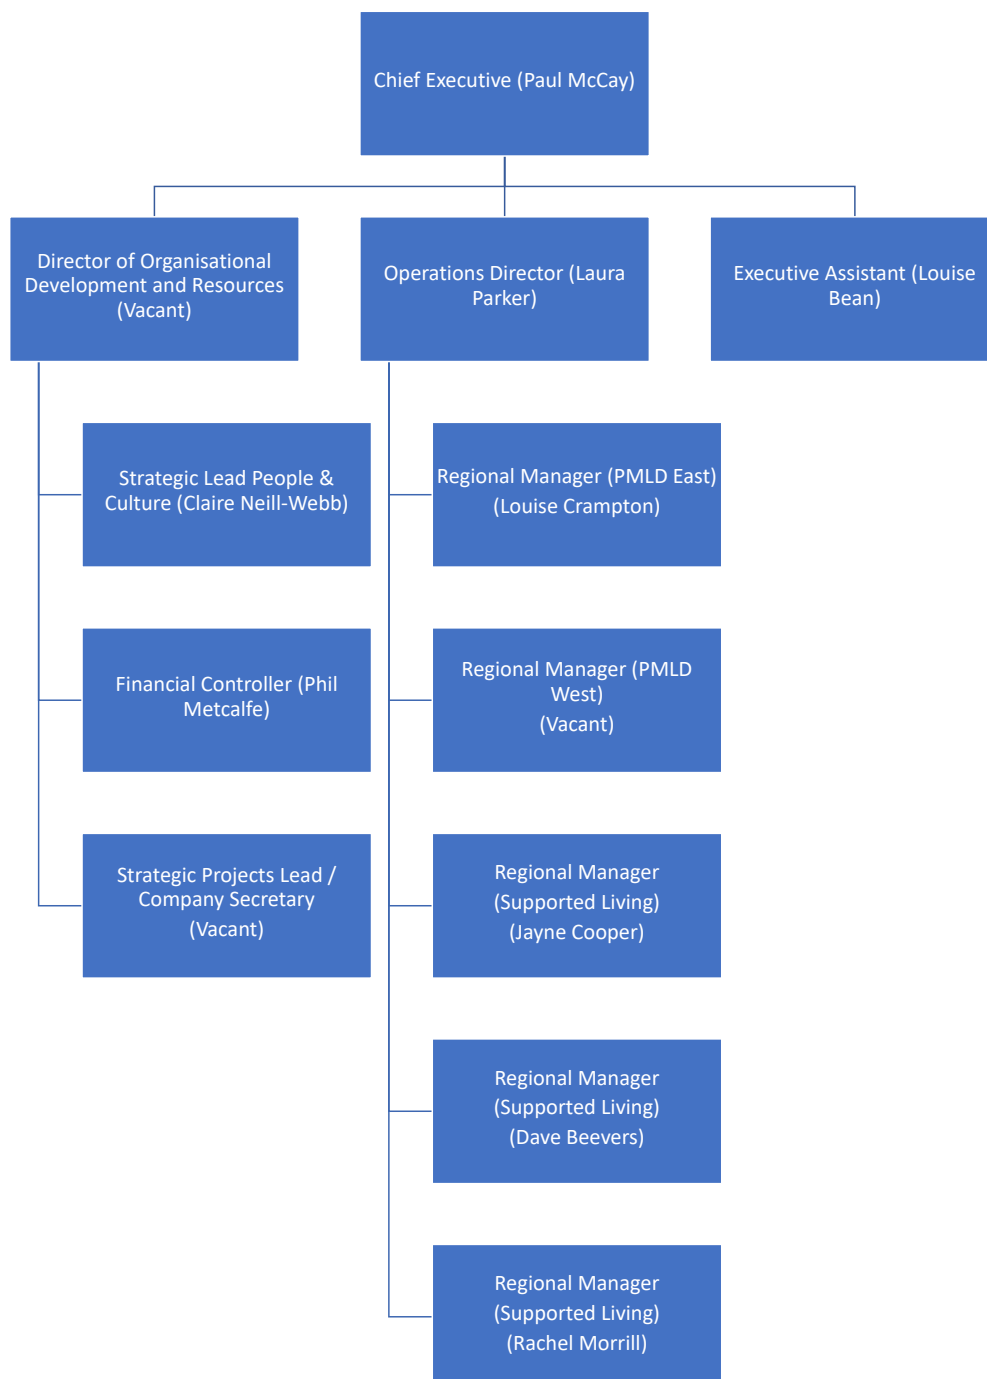 Chief Executive (Paul McCay)
Director of Organisational
Development and Resources
(Vacant)
Operations Director (Laura
Parker)
Executive Assistant (Louise
Bean)
Strategic Lead People &
Culture (Claire Neill-Webb)
Regional Manager (PMLD East)
(Louise Crampton)
Financial Controller (Phil
Metcalfe)
Regional Manager (PMLD
West)
(Vacant)
Strategic Projects Lead /
Company Secretary
(Vacant)
Regional Manager
(Supported Living)
(Jayne Cooper)
Regional Manager
(Supported Living)
(Dave Beevers)
Regional Manager
(Supported Living)
(Rachel Morrill)